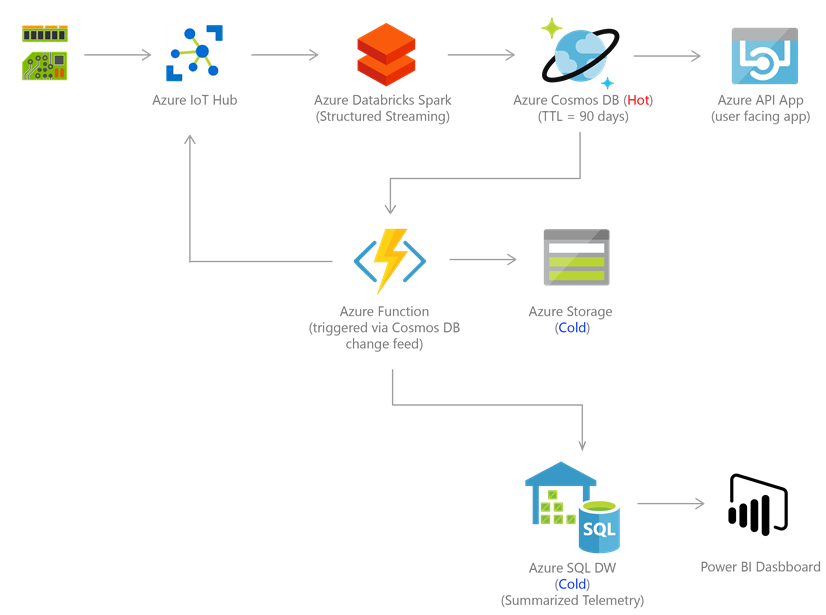 Azure IoT Hub
Azure Databricks Spark
(Structured Streaming)
Azure Cosmos DB (Hot)
(TTL = 90 days)
Azure API App
(user facing app)
Azure Function
(triggered via Cosmos DB
change feed)
Azure Storage
(Cold)
SQL
Azure SQL DW
(Cold)
(Summarized Telemetry)
Power BI Dasbboard